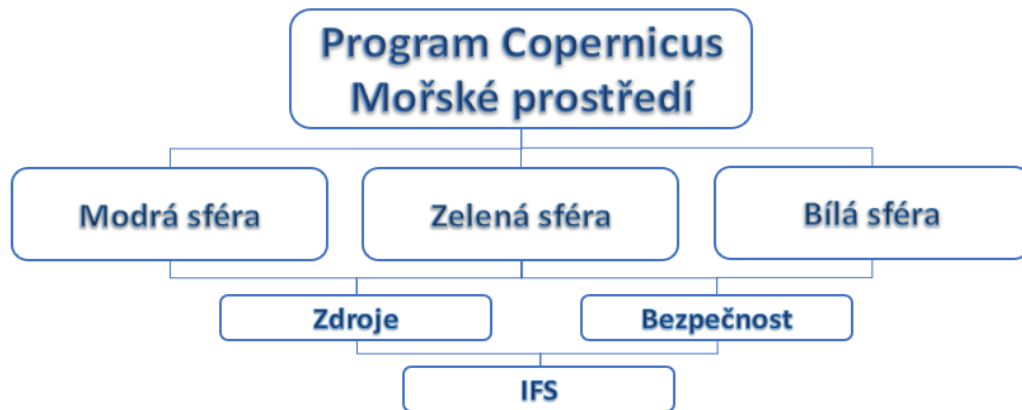 Program Copernicus
Mořské prostředí
Modrá sféra
Zelená sféra
Bílá sféra
Zdroje
Bezpečnost
IFS